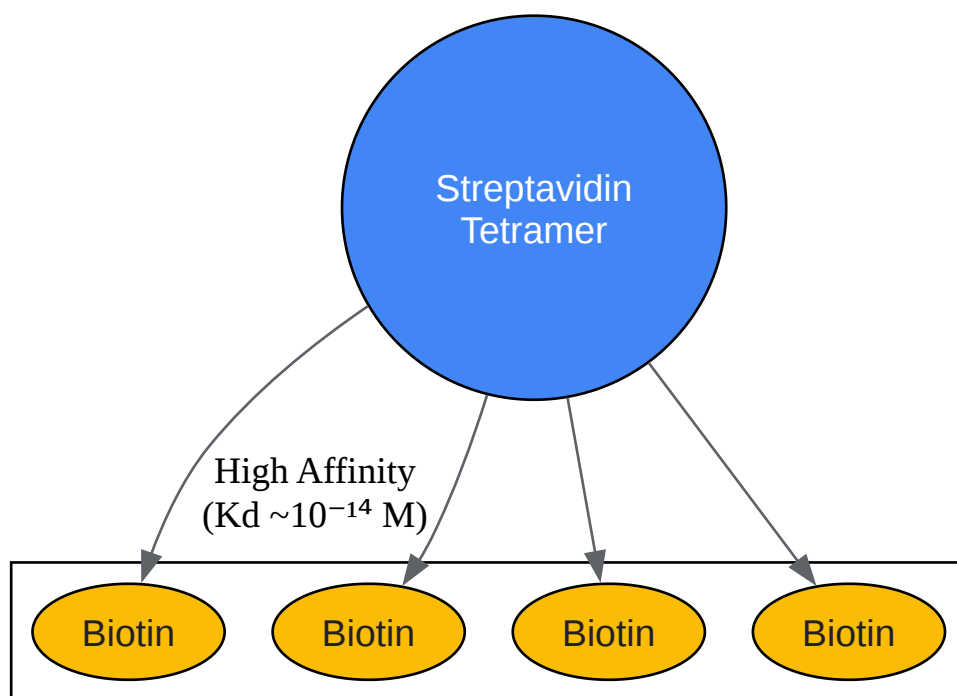 Streptavidin
Tetramer
High Affinity
(Kd ~10⁻¹⁴ M)
Biotin
Biotin
Biotin
Biotin